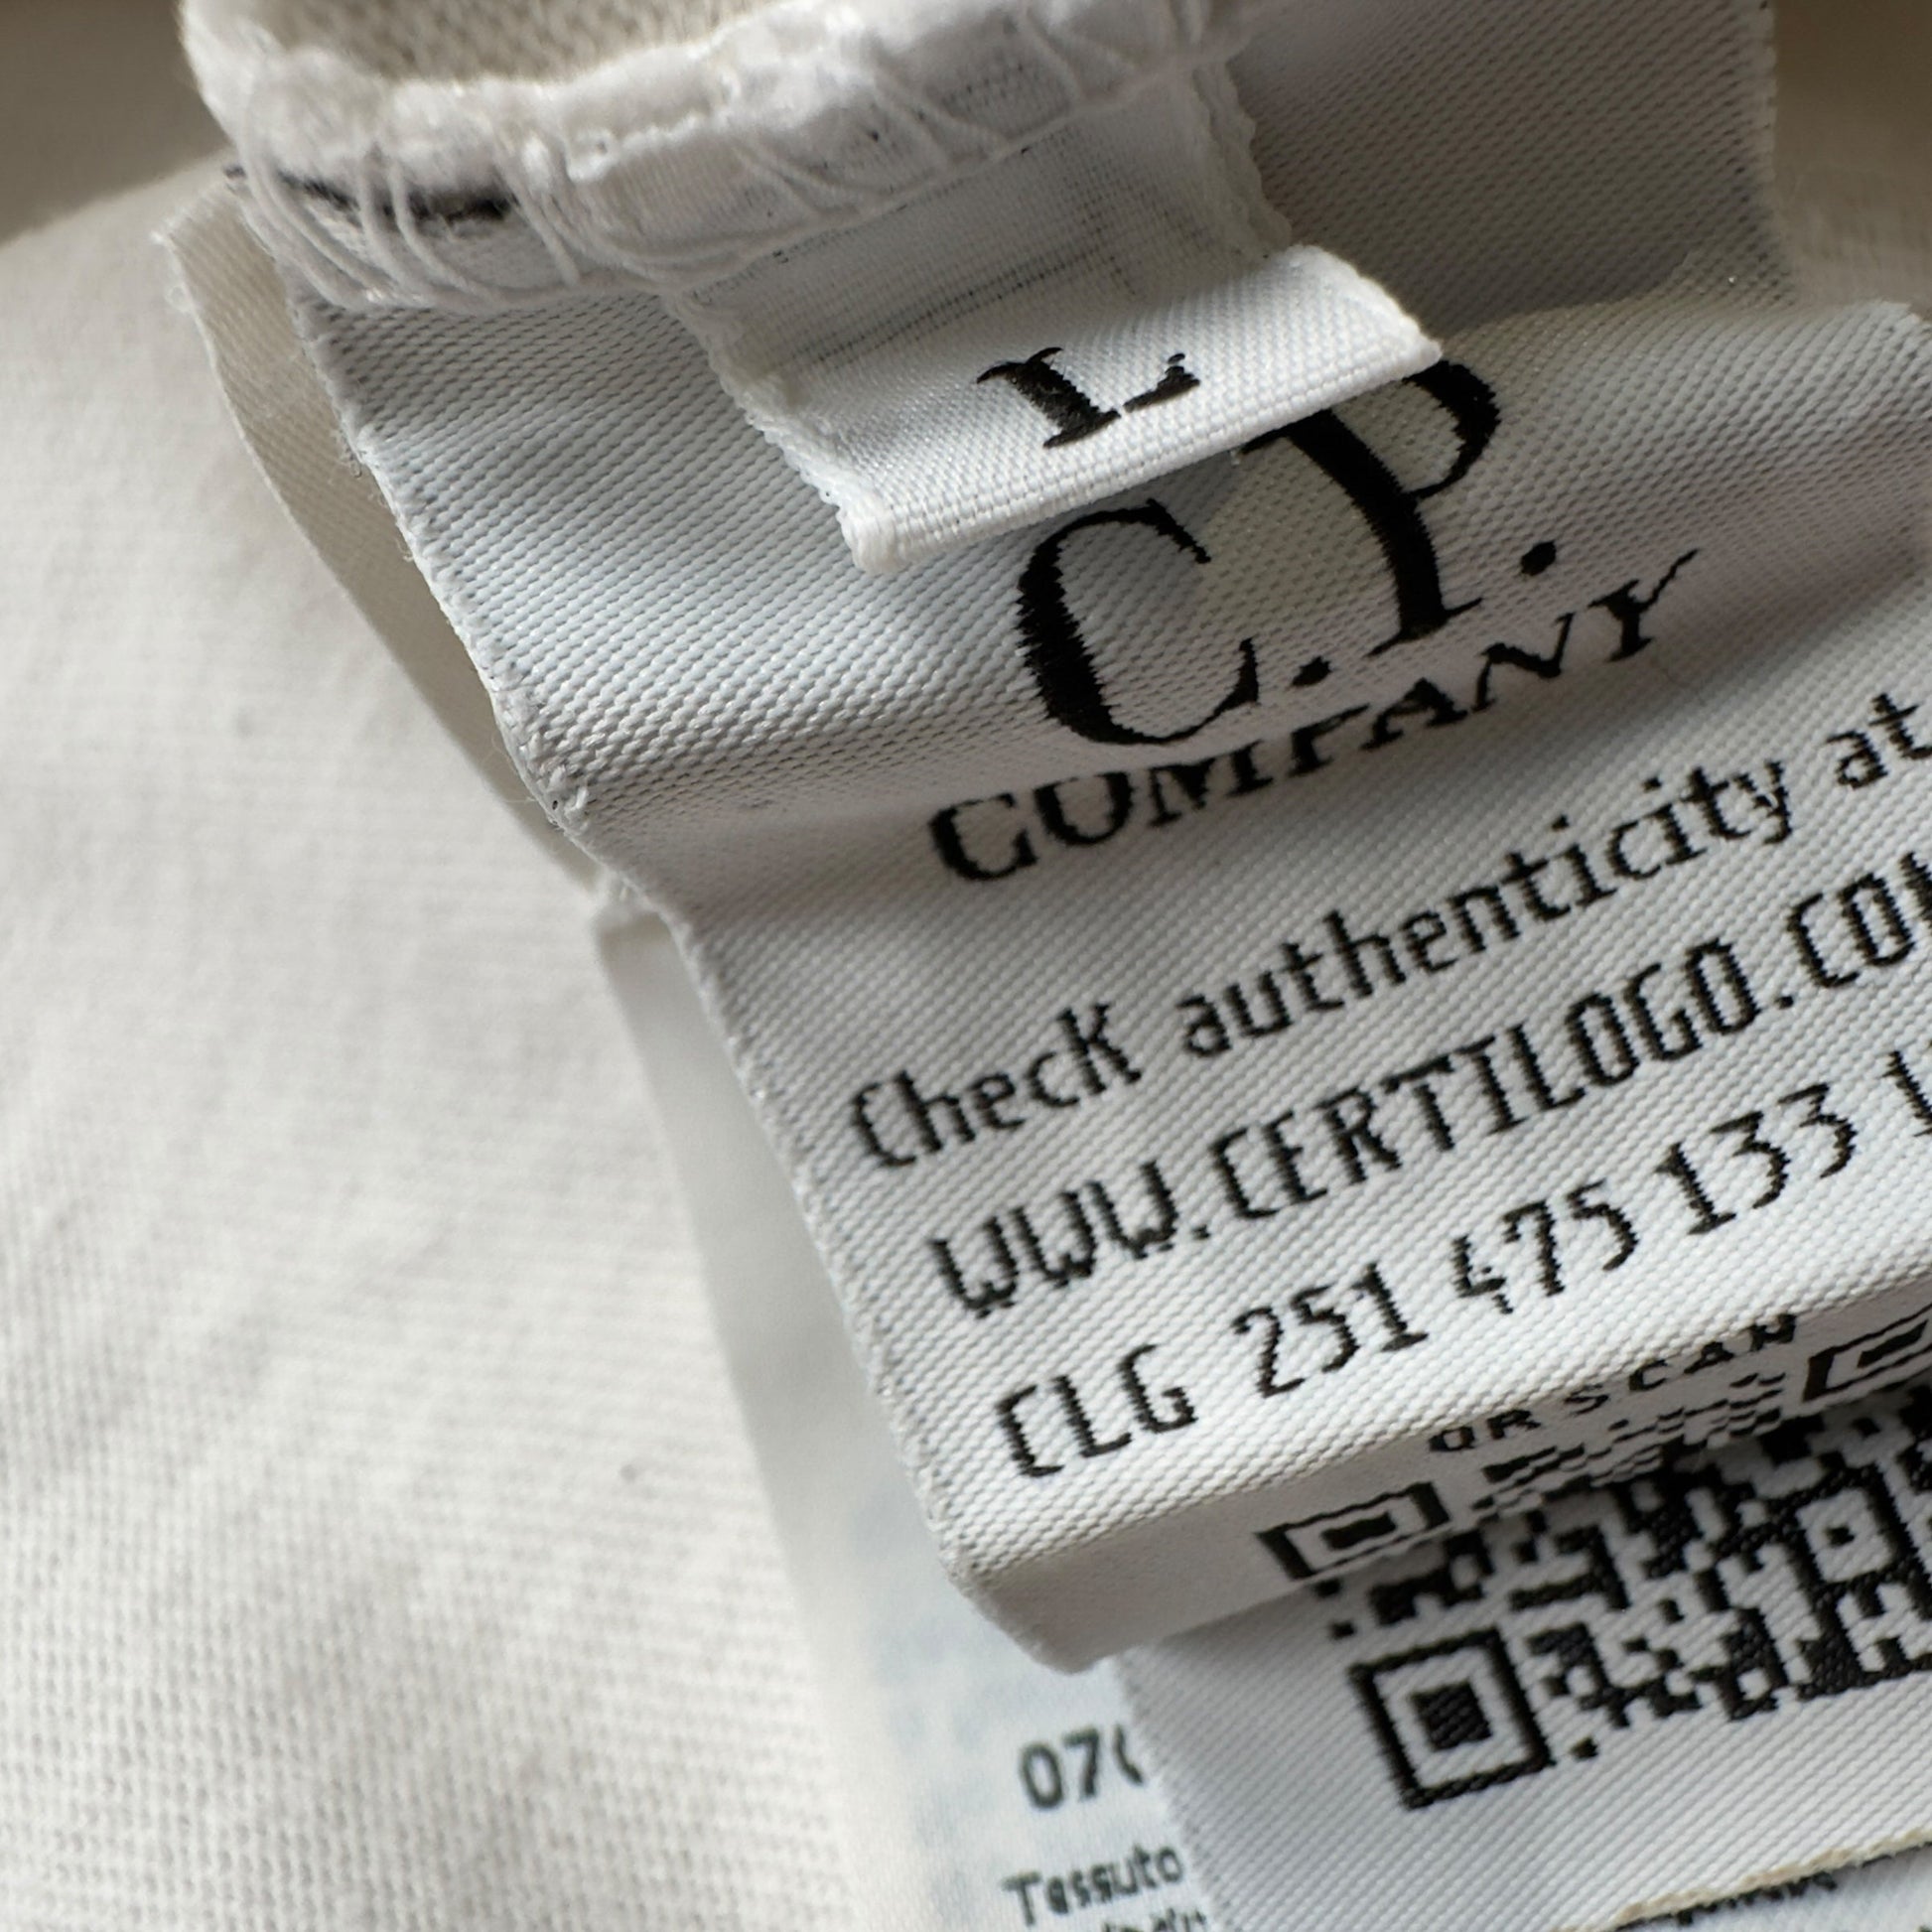 L
C.P.
COMPANY
Check authenticity at
WWW.CERTILOGO.COM
CLG 251 475 133
QR SCAN
Tessuto